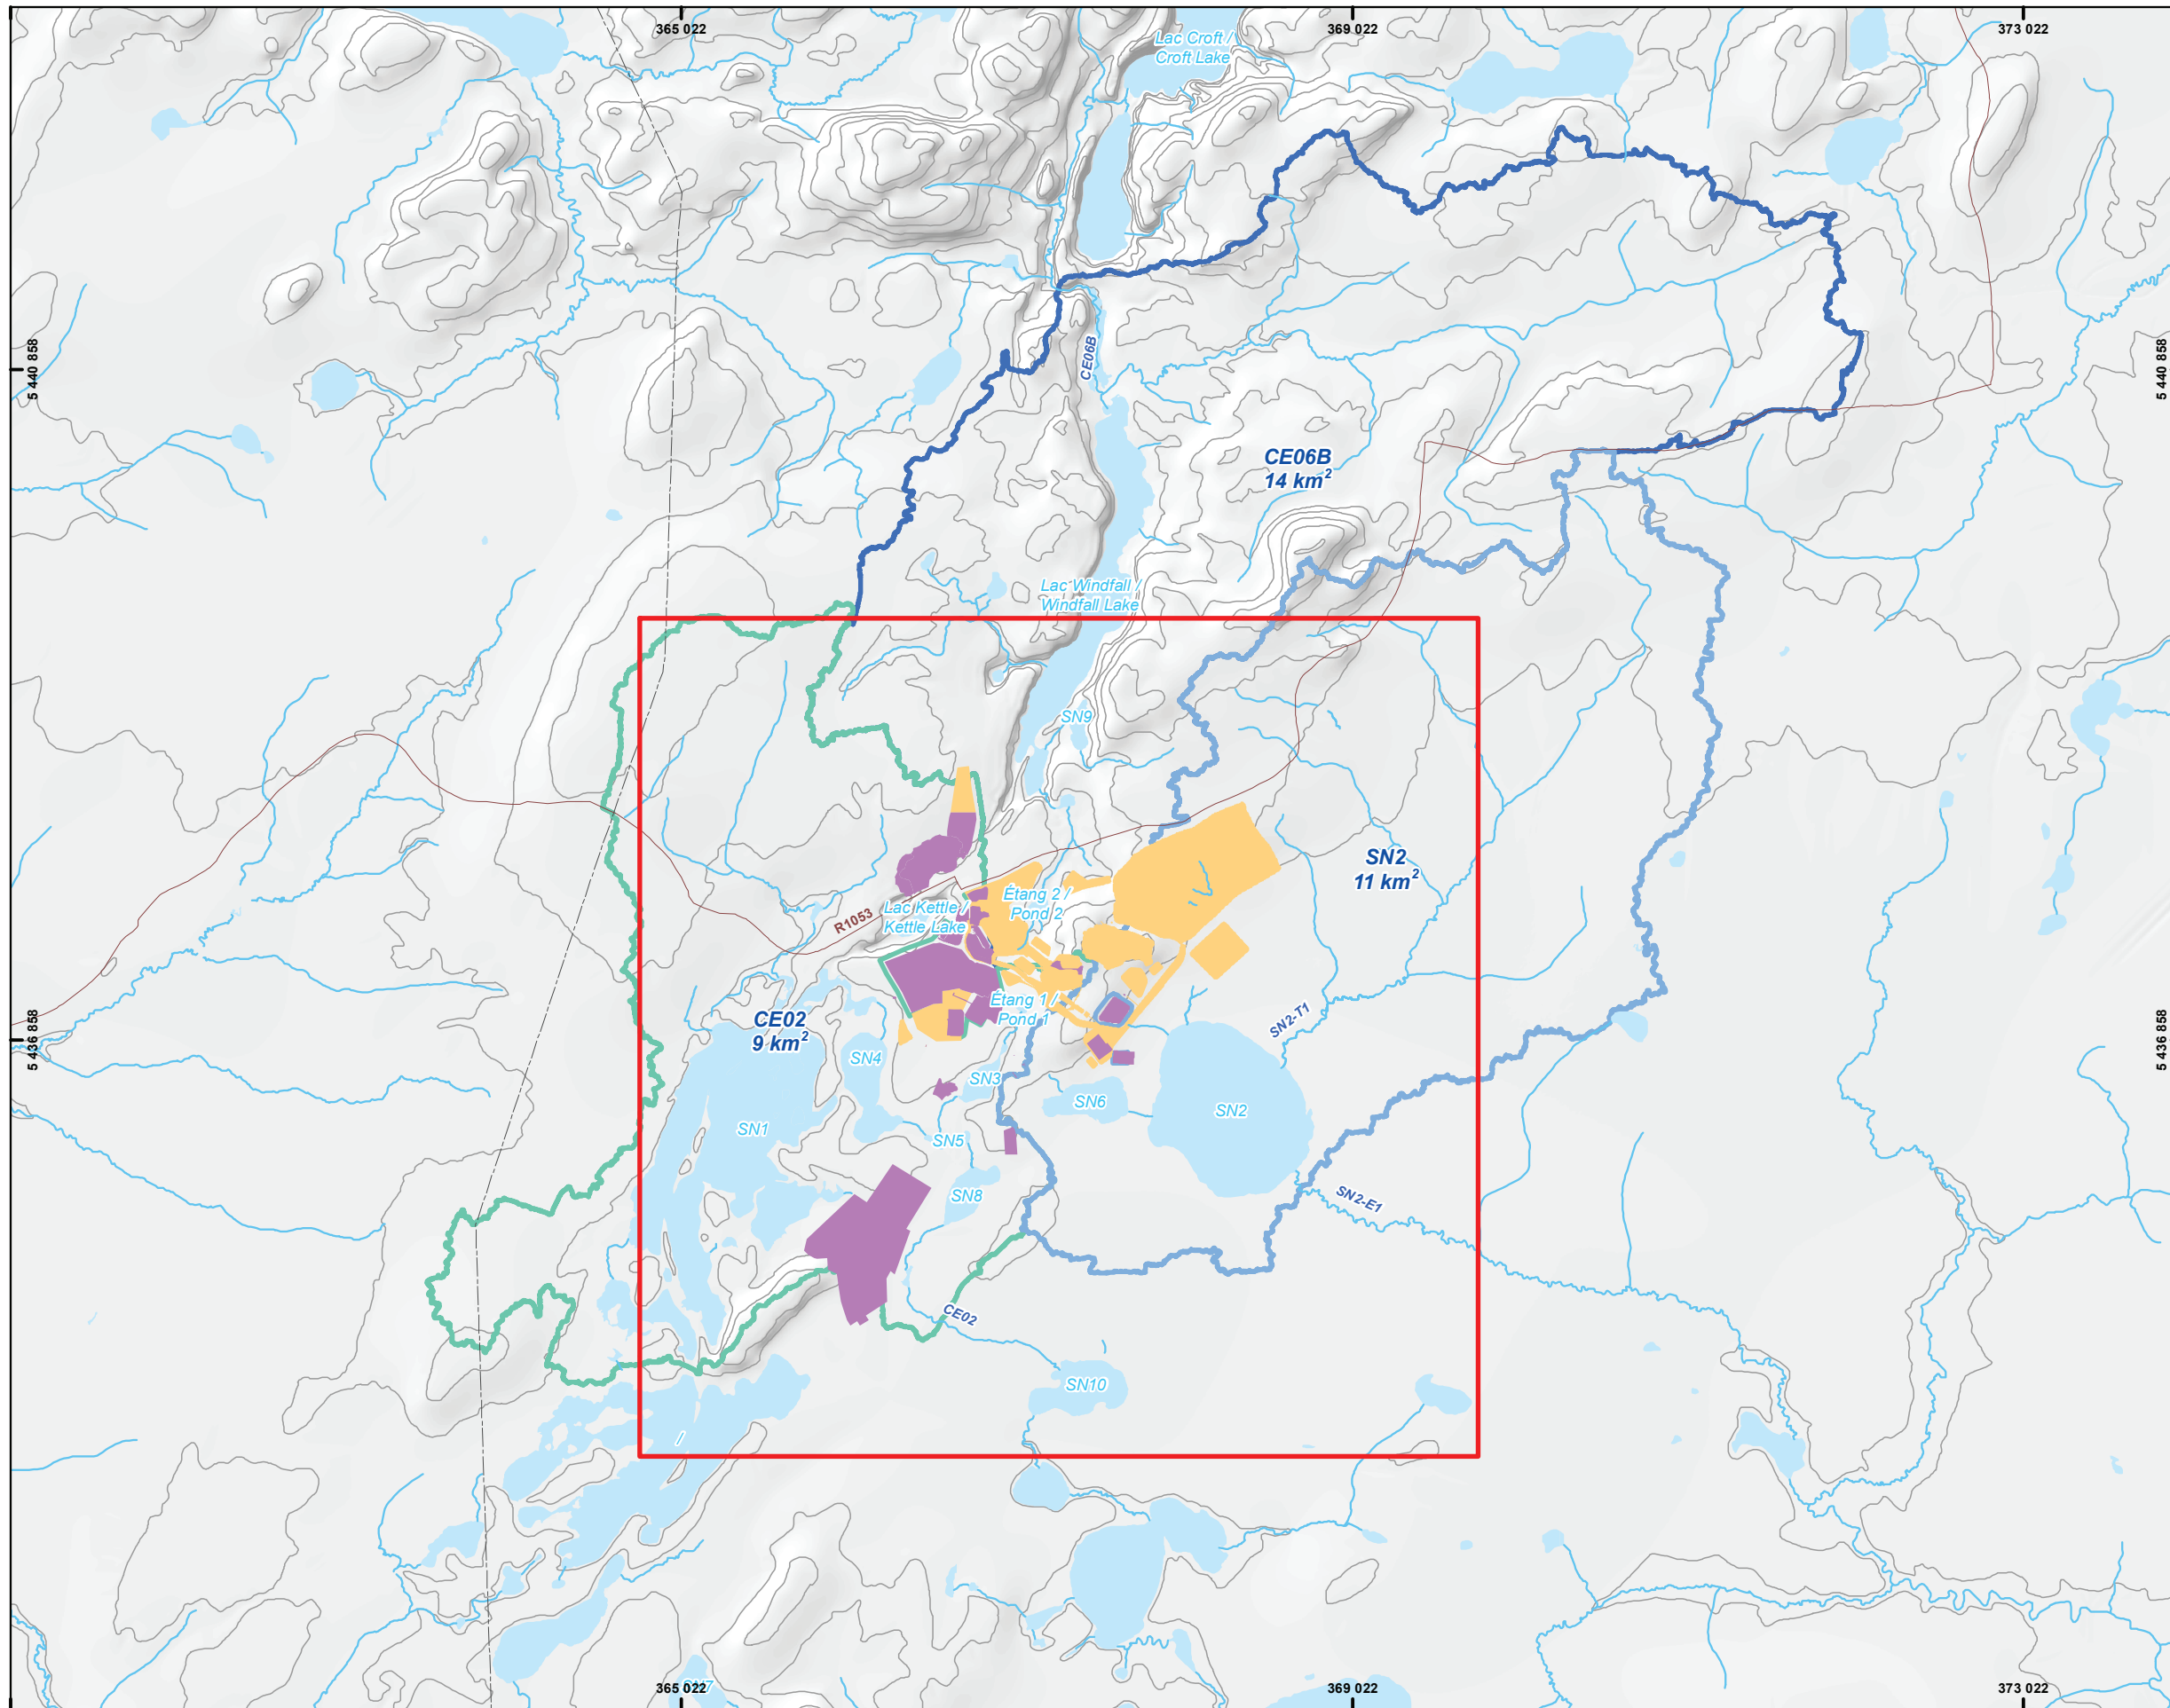 365 022
369 022
373 022
Lac Croft /
Croft Lake
5 440 858
5 440 858
CE06B
CE06B
14 km²
Lac Windfall /
Windfall Lake
SN9
SN2
11 km²
Étang 2 /
Pond 2
Lac Kettle /
Kettle Lake
R1053
Étang 1 /
Pond 1
CE02
9 km²
SN2-T1
5 436 858
5 436 858
SN4
SN3
SN6
SN2
SN1
SN5
SN8
SN2-E1
CE02
SN10
/
365 022
369 022
373 022